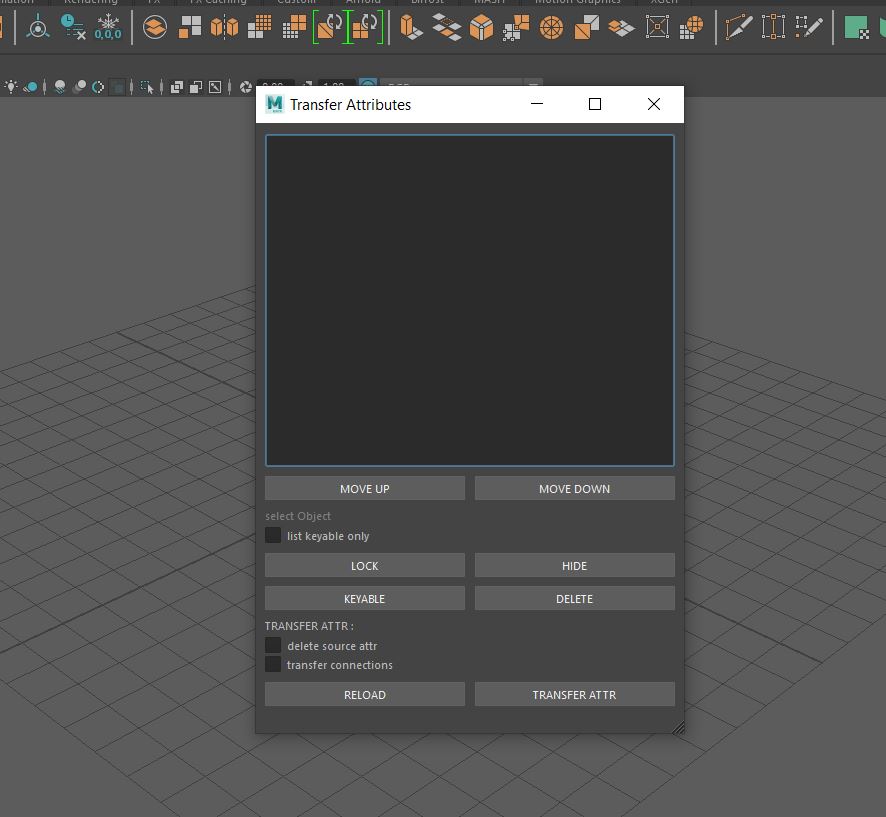 Rendering FX FX Caching Custom Arnold Bifrost MASH Motion Graphics XGen
0,0,0
M Transfer Attributes
MOVE UP MOVE DOWN
select Object
list keyable only
LOCK HIDE
KEYABLE DELETE
TRANSFER ATTR :
delete source attr
transfer connections
RELOAD TRANSFER ATTR